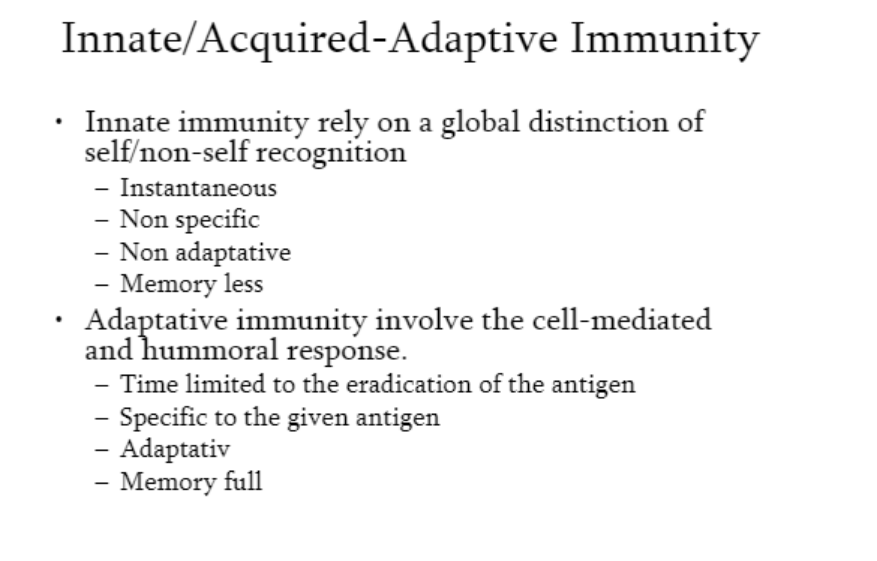 Innate/Acquired-Adaptive Immunity
• Innate immunity rely on a global distinction of
self/non-self recognition
– Instantaneous
– Non specific
– Non adaptative
– Memory less
• Adaptative immunity involve the cell-mediated
and hummoral response.
– Time limited to the eradication of the antigen
– Specific to the given antigen
– Adaptativ
– Memory full